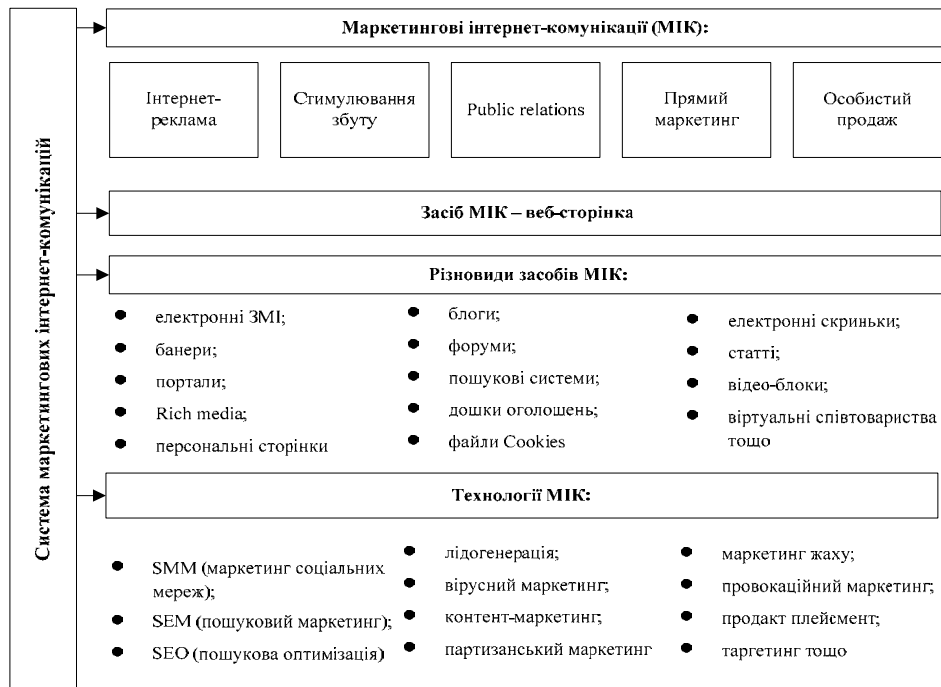 Система маркетингових інтернет-комунікацій
Маркетингові інтернет-комунікації (МІК):
Інтернет-
реклама
Стимулювання
збуту
Public relations
Прямий
маркетинг
Особистий
продаж
Засіб МІК – веб-сторінка
Різновиди засобів МІК:
електронні ЗМІ;
банери;
портали;
Rich media;
персональні сторінки
блоги;
форуми;
пошукові системи;
дошки оголошень;
файли Cookies
електронні скриньки;
статті;
відео-блоки;
віртуальні співтовариства
тощо
Технології МІК:
SMM (маркетинг соціальних
мереж);
SEM (пошуковий маркетинг);
SEO (пошукова оптимізація)
лідогенерація;
вірусний маркетинг;
контент-маркетинг;
партизанський маркетинг
маркетинг жаху;
провокаційний маркетинг;
продакт плейсмент;
таргетинг тощо